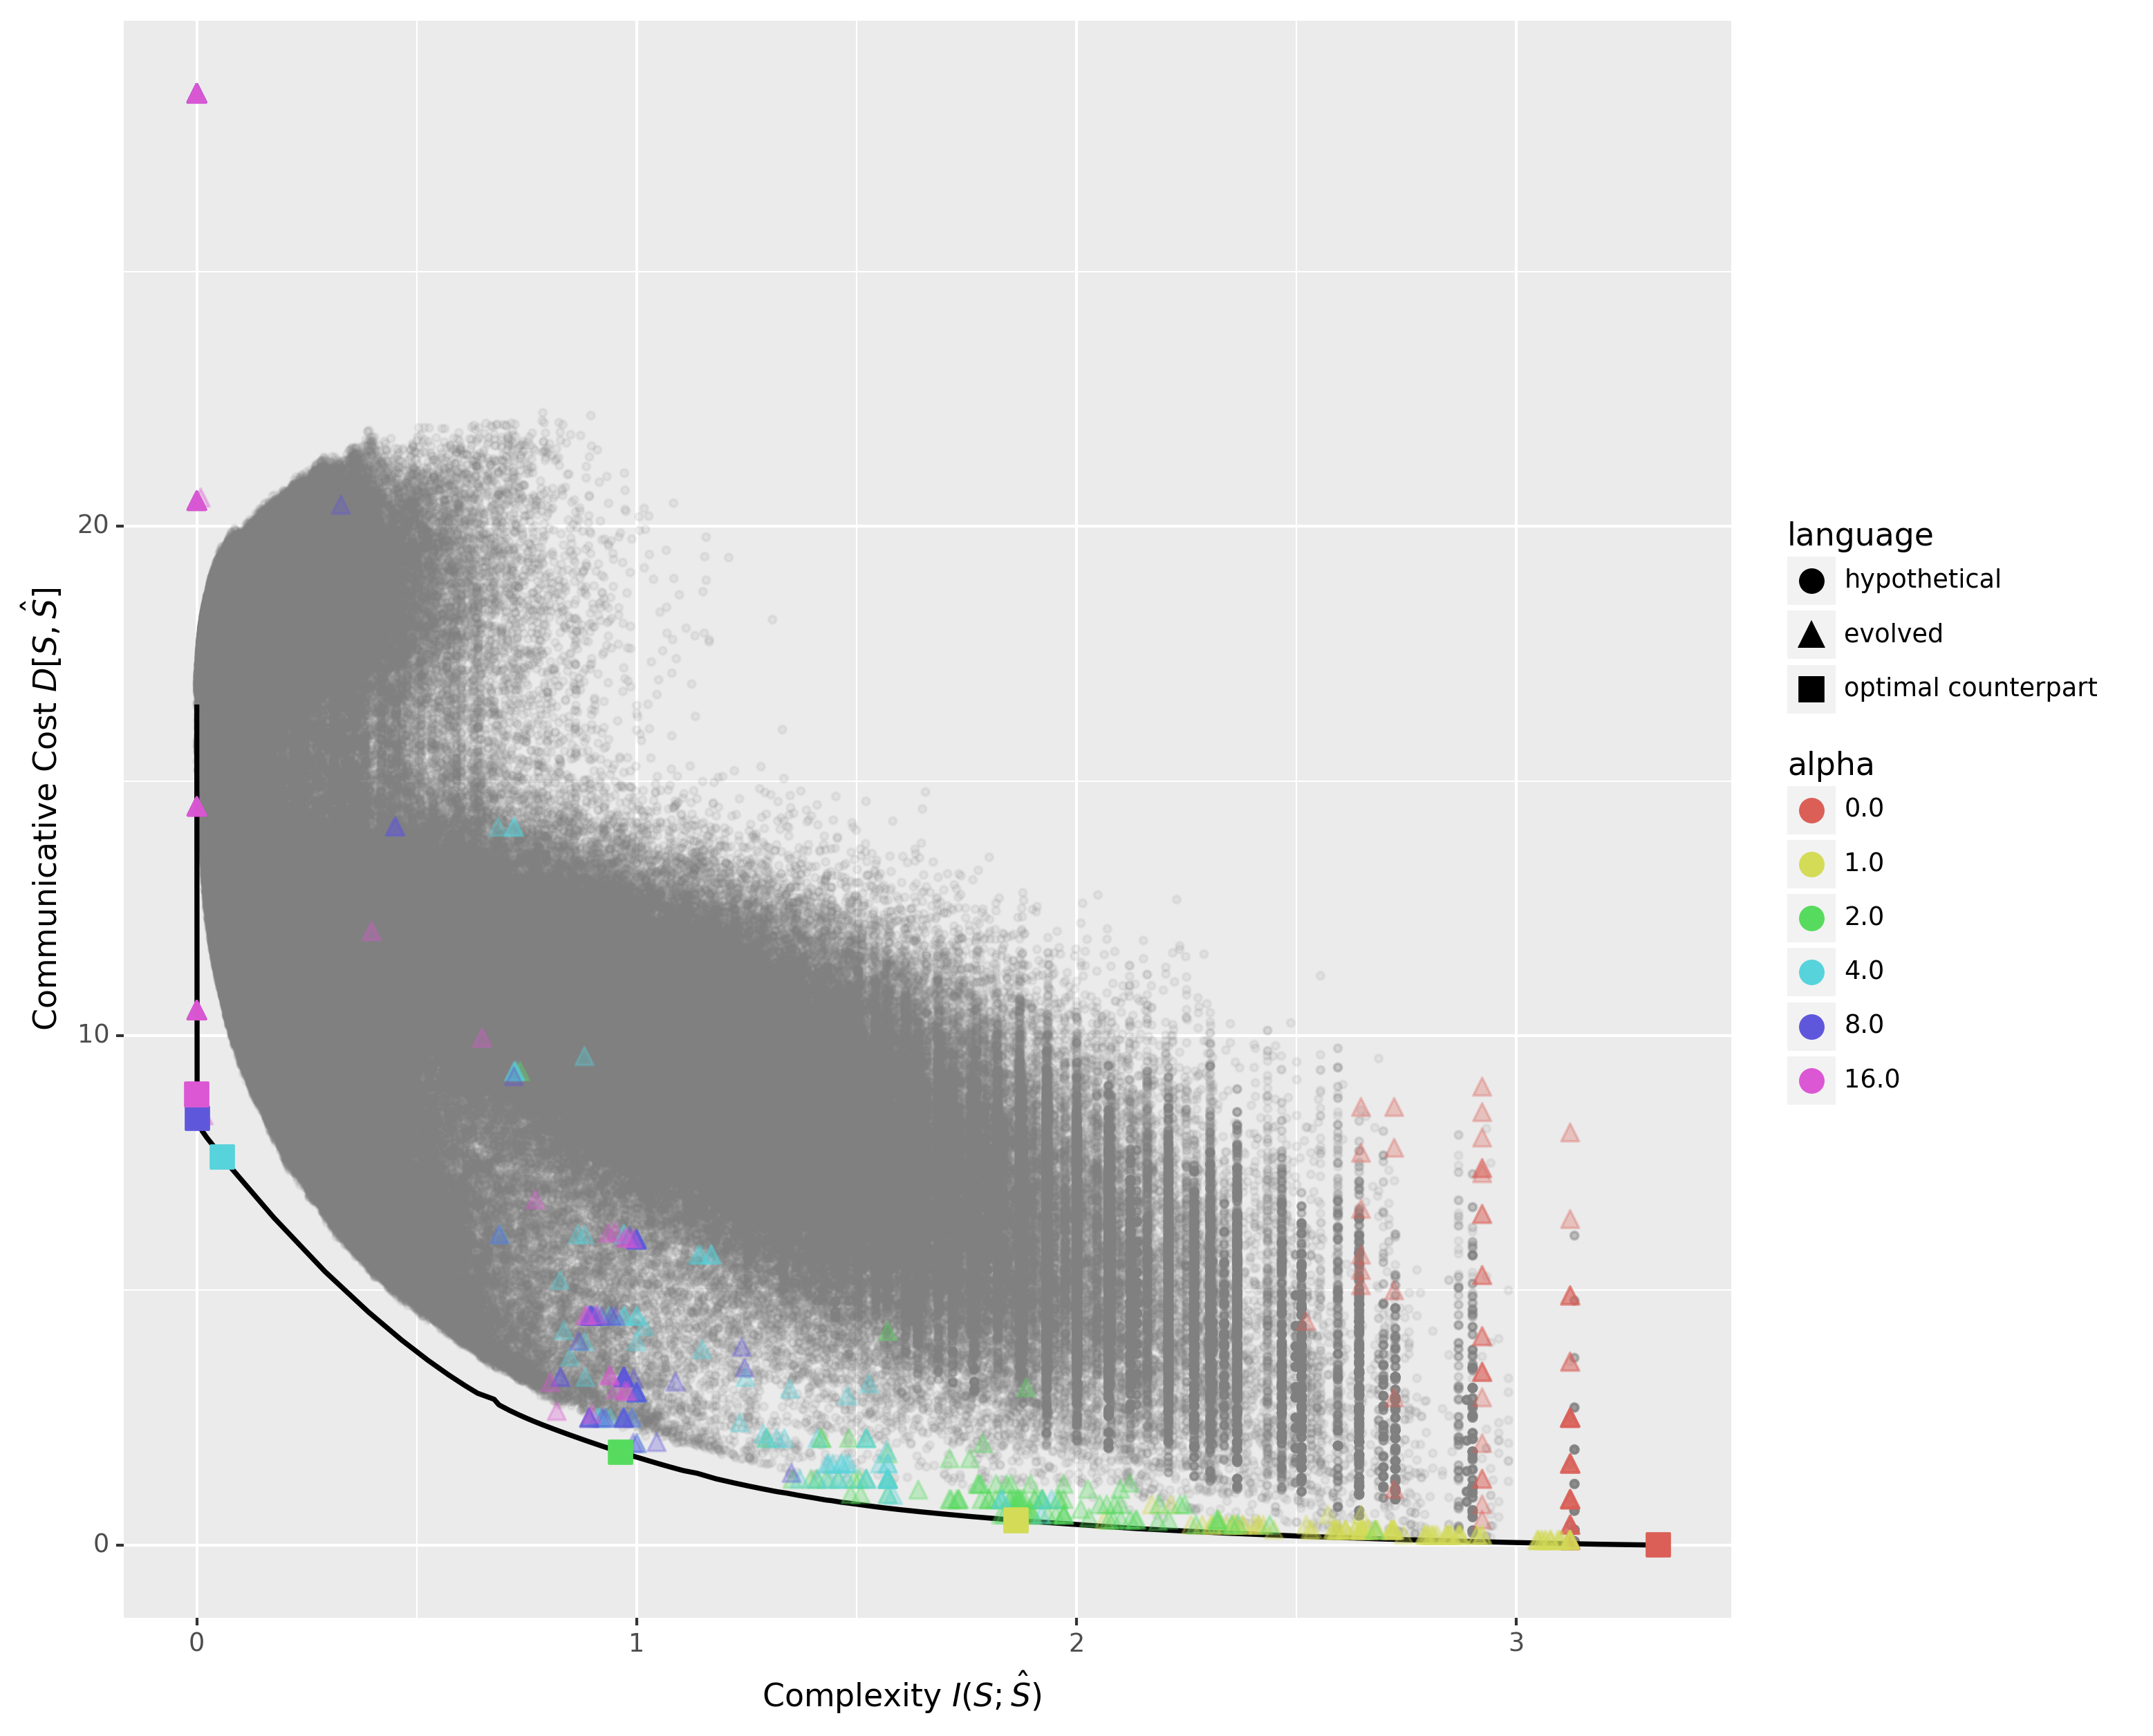 20
10
0
0
1
2
3
Communicative Cost D[S, Ŝ]
Complexity I(S; Ŝ)
language
hypothetical
evolved
optimal counterpart
alpha
0.0
1.0
2.0
4.0
8.0
16.0